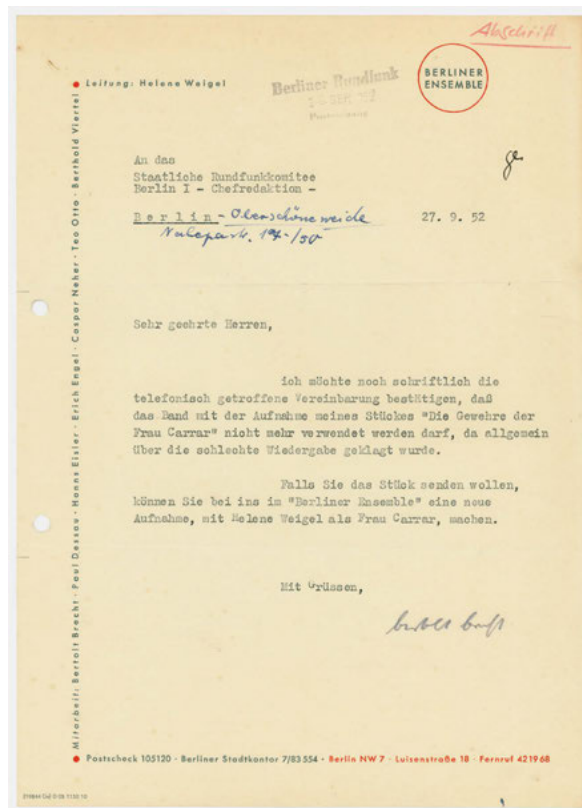 Abschrift
BERLINER
ENSEMBLE
Leitung: Helene Weigel
Berliner Rundfunk
An das
Staatliche Rundfunkkomitee
Berlin I - Chefredaktion -
Berlin - Oberschöneweide
27. 9. 52
Sehr geehrte Herren,
ich möchte noch schriftlich die
telefonisch getroffene Vereinbarung bestätigen, daß
das Band mit der Aufnahme meines Stückes "Die Gewehre der
Frau Carrar" nicht mehr verwendet werden darf, da allgemein
über die schlechte Wiedergabe geklagt wurde.
Falls Sie das Stück senden wollen,
können Sie bei ins im "Berliner Ensemble" eine neue
Aufnahme, mit Helene Weigel als Frau Carrar, machen.
Mit Grüssen,
bertolt brecht
Mitarbeit: Bertolt Brecht · Paul Dessau · Hanns Eisler · Erich Engel · Caspar Neher · Teo Otto · Berthold Viertel
Postscheck 105120 · Berliner Stadtkontor 7/83 554 · Berlin NW 7 · Luisenstraße 18 · Fernruf 42 19 68